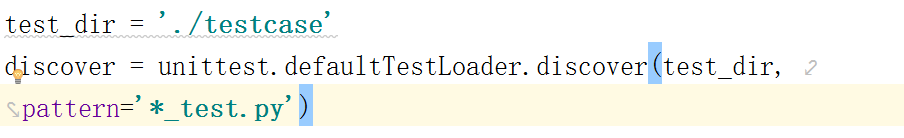 test_dir = './testcase'
discover = unittest.defaultTestLoader.discover(test_dir,
pattern='*_test.py')